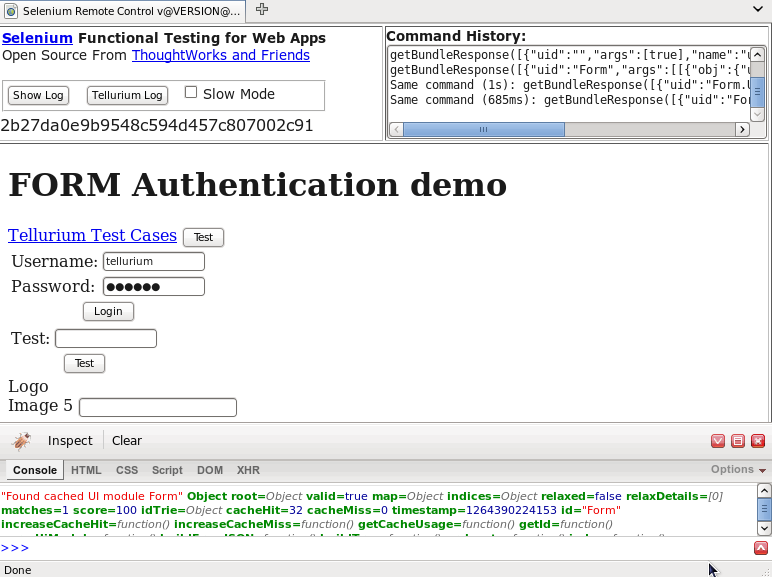 Selenium Remote Control v@VERSION@...
Selenium Functional Testing for Web Apps
Open Source From ThoughtWorks and Friends
Show Log Tellurium Log Slow Mode
2b27da0e9b9548c594d457c807002c91
Command History:
getBundleResponse([{"uid":"","args":[true],"name":"
getBundleResponse([{"uid":"Form","args":[[{"obj":{"
Same command (1s): getBundleResponse([{"uid":"Form.
Same command (685ms): getBundleResponse([{"uid":"Fo
FORM Authentication demo
Tellurium Test Cases Test
Username: tellurium
Password: ●●●●●●
Login
Test:
Test
Logo
Image 5
Inspect Clear
Console HTML CSS Script DOM XHR Options
"Found cached UI module Form" Object root=Object valid=true map=Object indices=Object relaxed=false relaxDetails=[0]
matches=1 score=100 idTrie=Object cacheHit=32 cacheMiss=0 timestamp=1264390224153 id="Form"
increaseCacheHit=function() increaseCacheMiss=function() getCacheUsage=function() getId=function()
>>>
Done